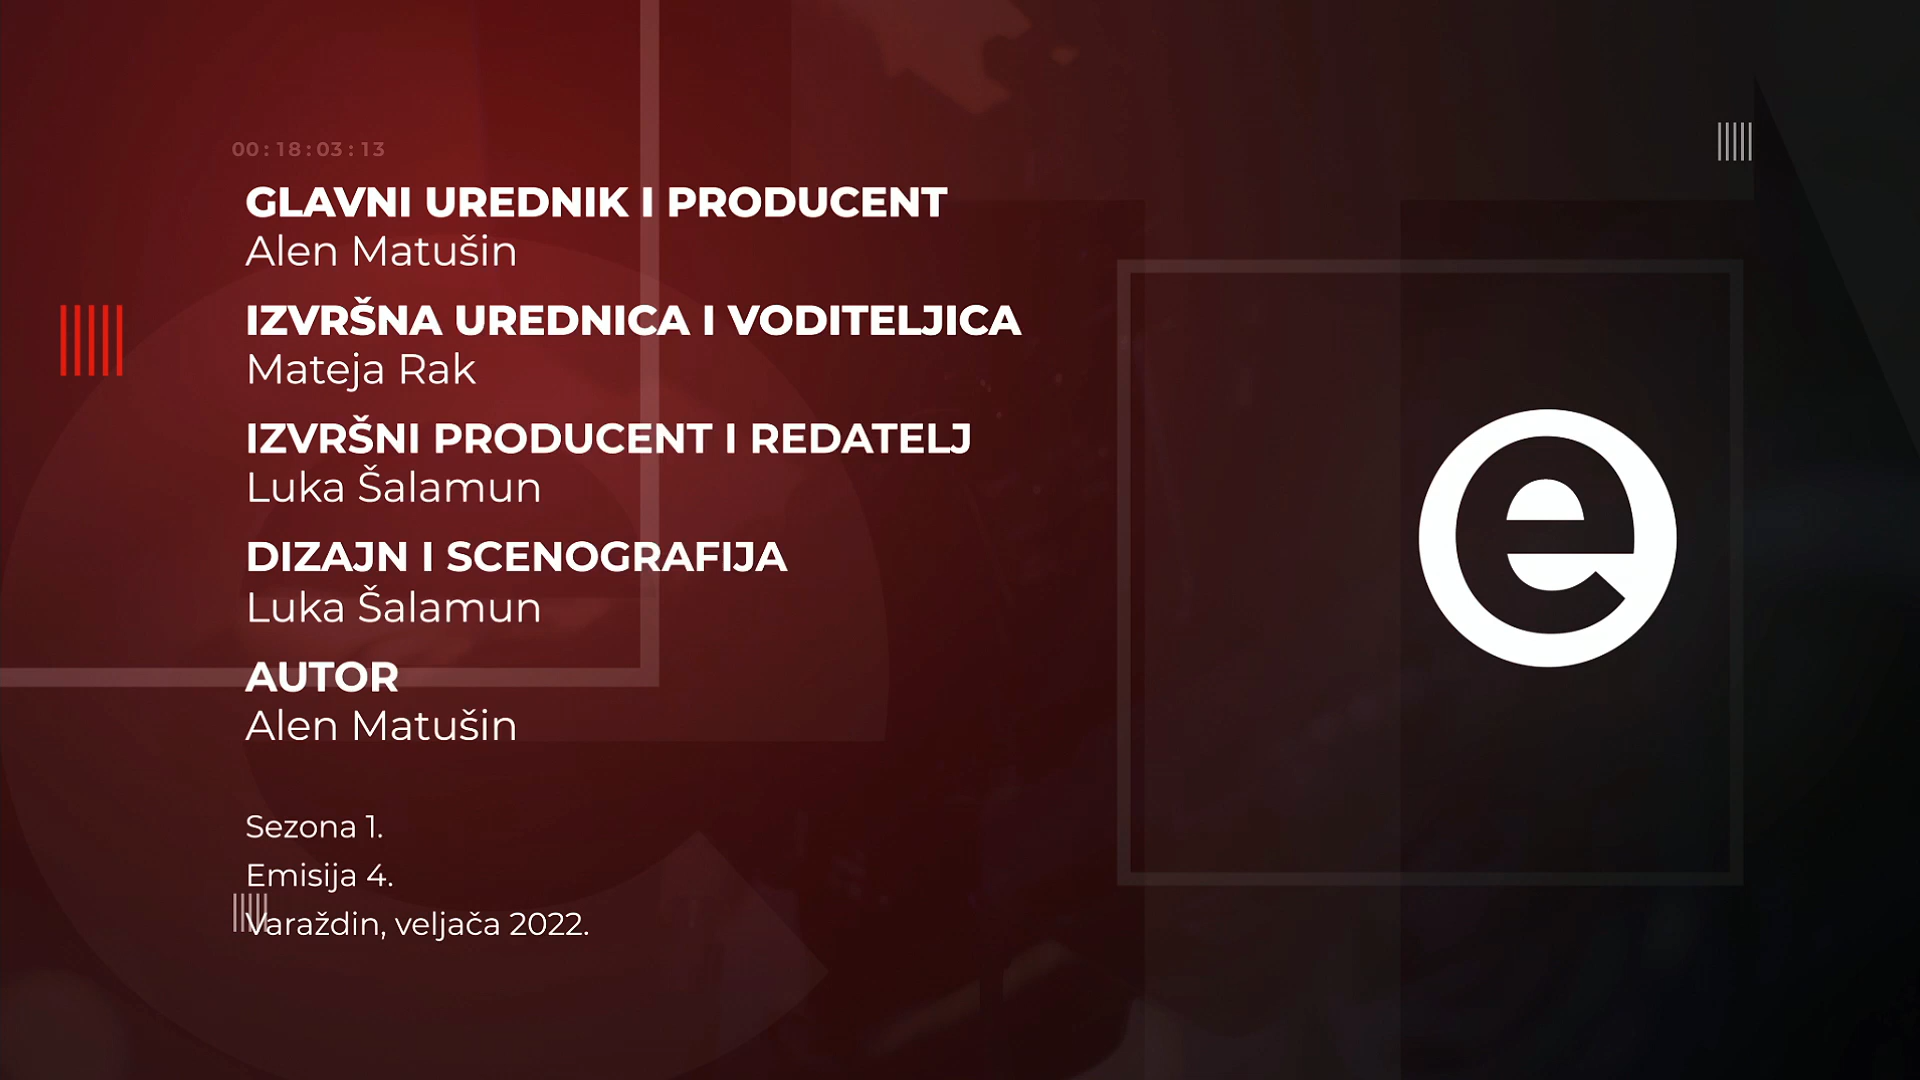 00:18:03:13
GLAVNI UREDNIK I PRODUCENT
Alen Matušin
IZVRŠNA UREDNICA I VODITELJICA
Mateja Rak
IZVRŠNI PRODUCENT I REDATELJ
Luka Šalamun
DIZAJN I SCENOGRAFIJA
Luka Šalamun
AUTOR
Alen Matušin
Sezona 1.
Emisija 4.
Varaždin, veljača 2022.
e